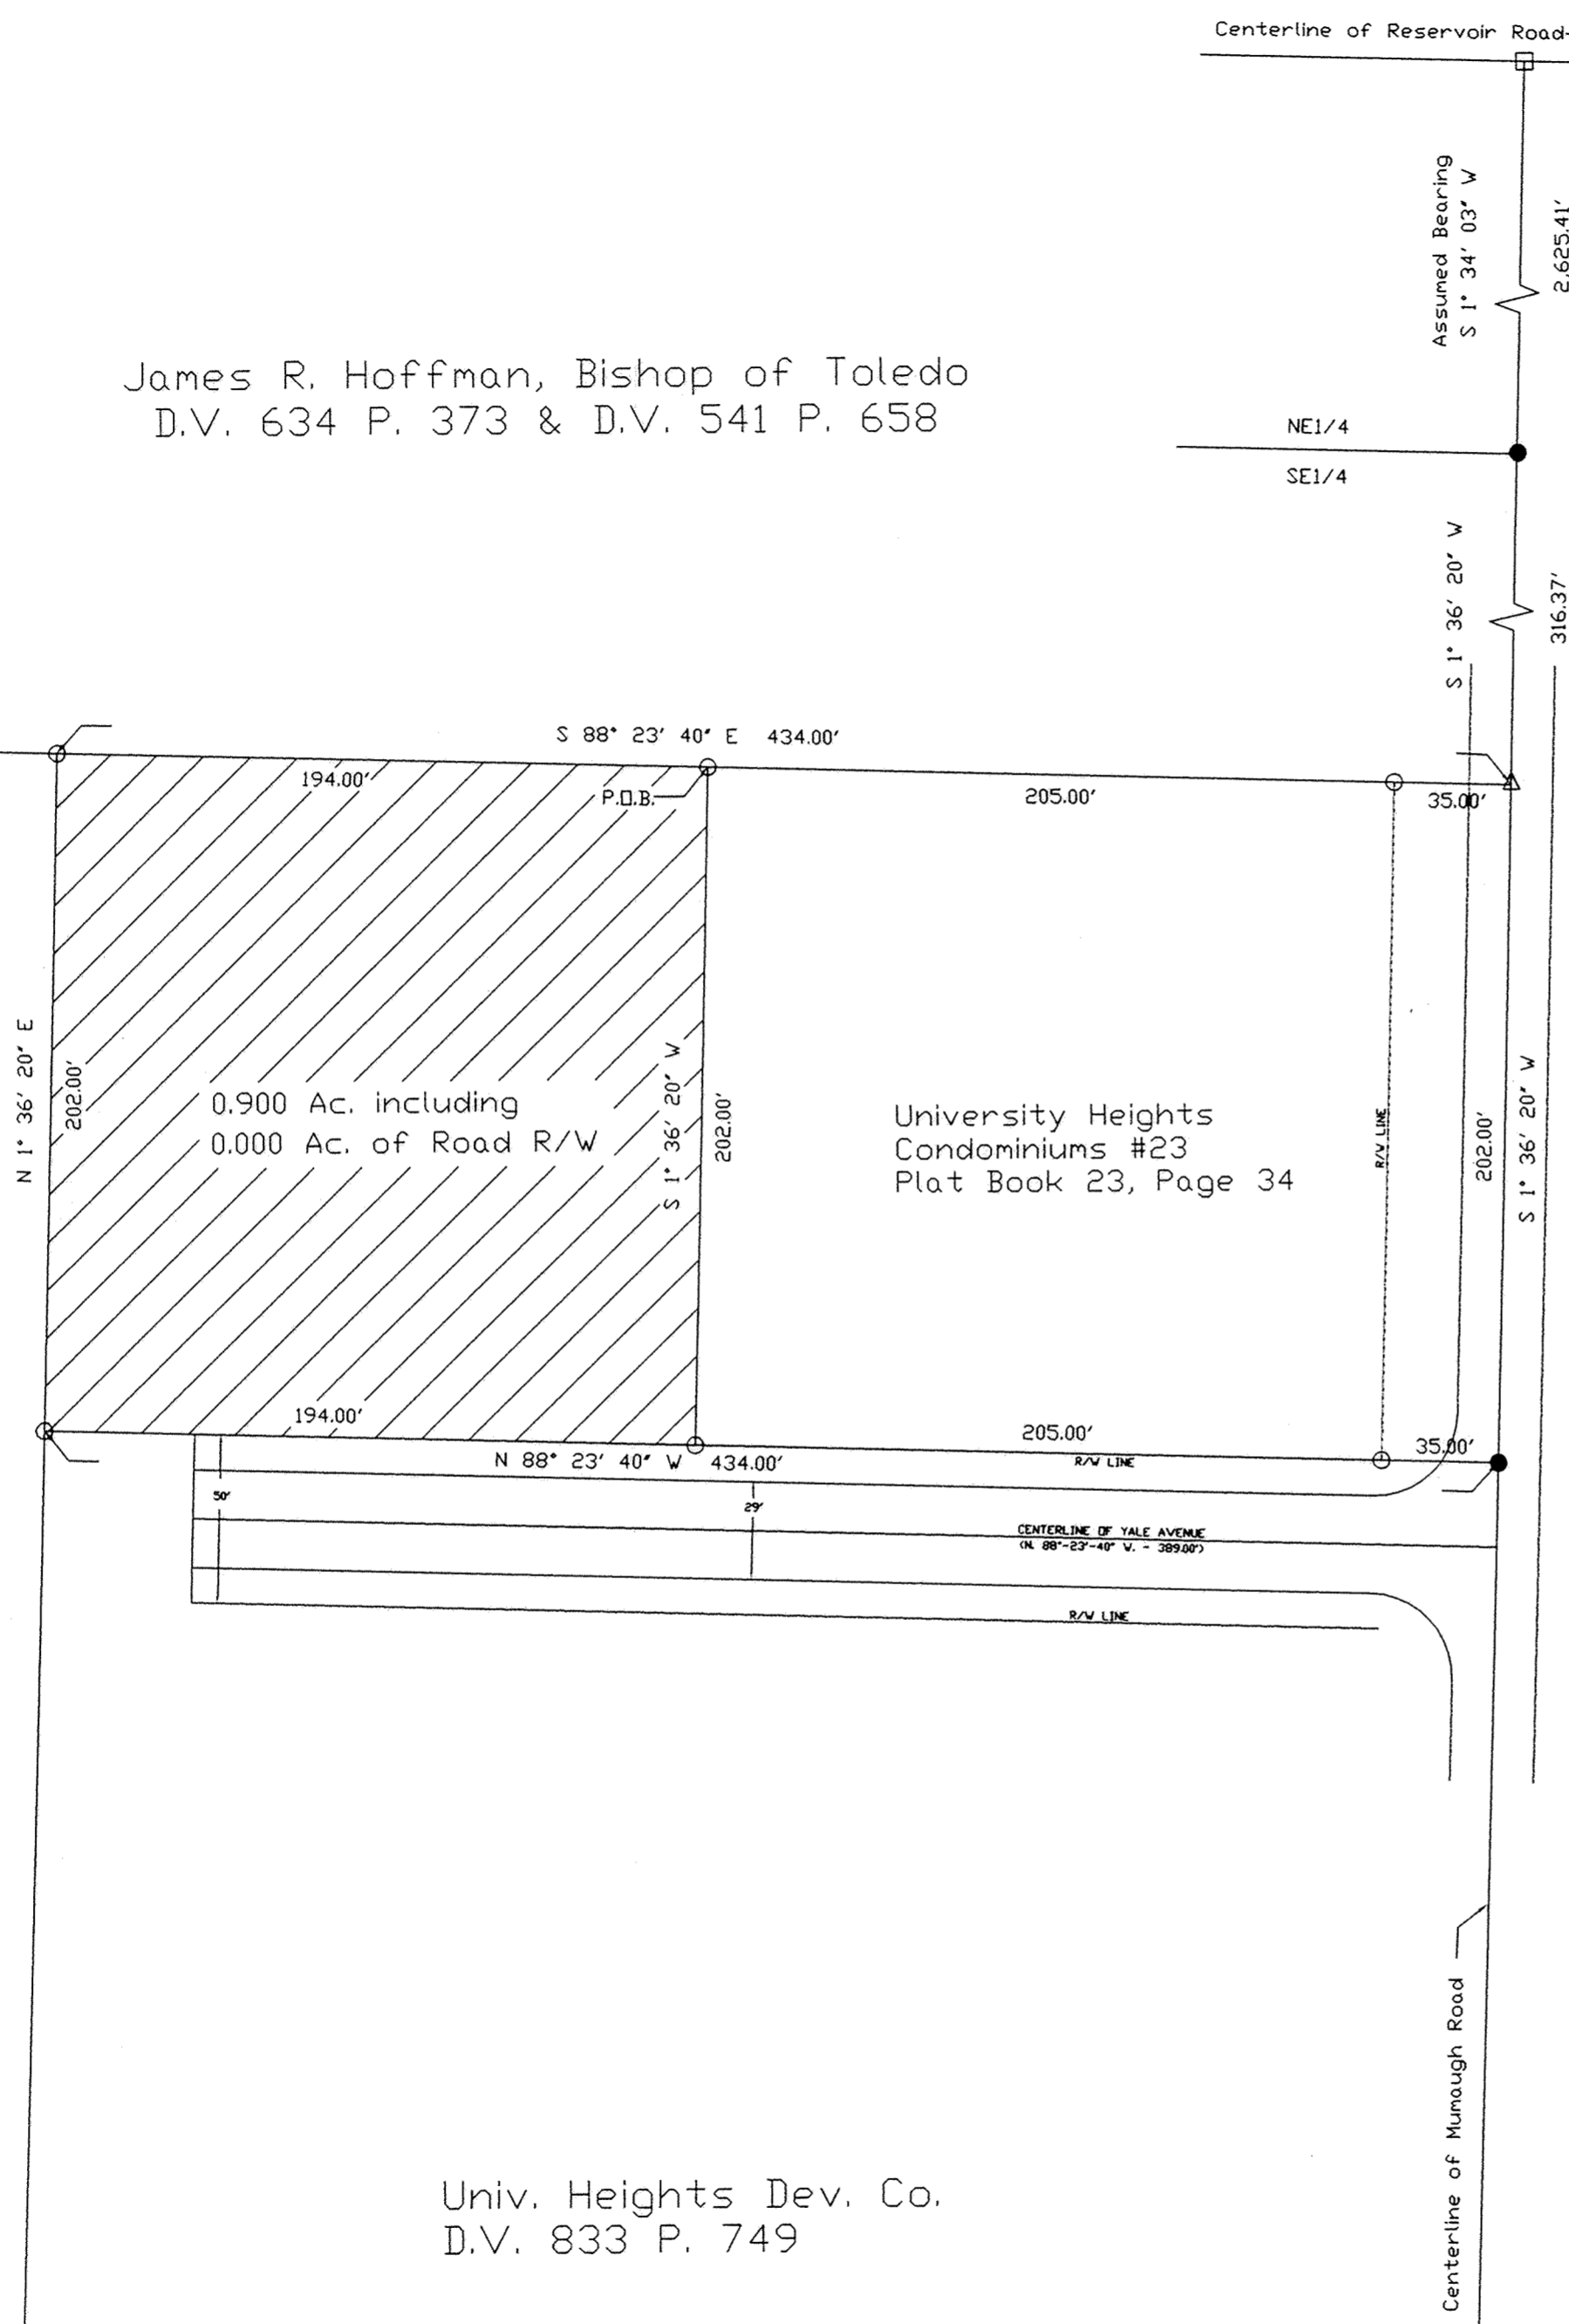 Centerline of Reservoir Road
Assumed Bearing
S 1° 34' 03" W
2,625.41'
James R. Hoffman, Bishop of Toledo
D.V. 634 P. 373 & D.V. 541 P. 658
NE1/4
SE1/4
S 1° 36' 20" W
316.37'
S 88° 23' 40" E 434.00'
194.00'
P.O.B.
205.00'
35.00'
N 1° 36' 20" E
202.00'
0.900 Ac. including
0.000 Ac. of Road R/W
S 1° 36' 20" W
202.00'
University Heights
Condominiums #23
Plat Book 23, Page 34
R/W LINE
202.00'
S 1° 36' 20" W
194.00'
205.00'
35.00'
N 88° 23' 40" W 434.00'
R/W LINE
50'
29'
CENTERLINE OF YALE AVENUE
(N. 88°-23'-40" W. - 389.00')
R/W LINE
Centerline of Mumaugh Road
Univ. Heights Dev. Co.
D.V. 833 P. 749